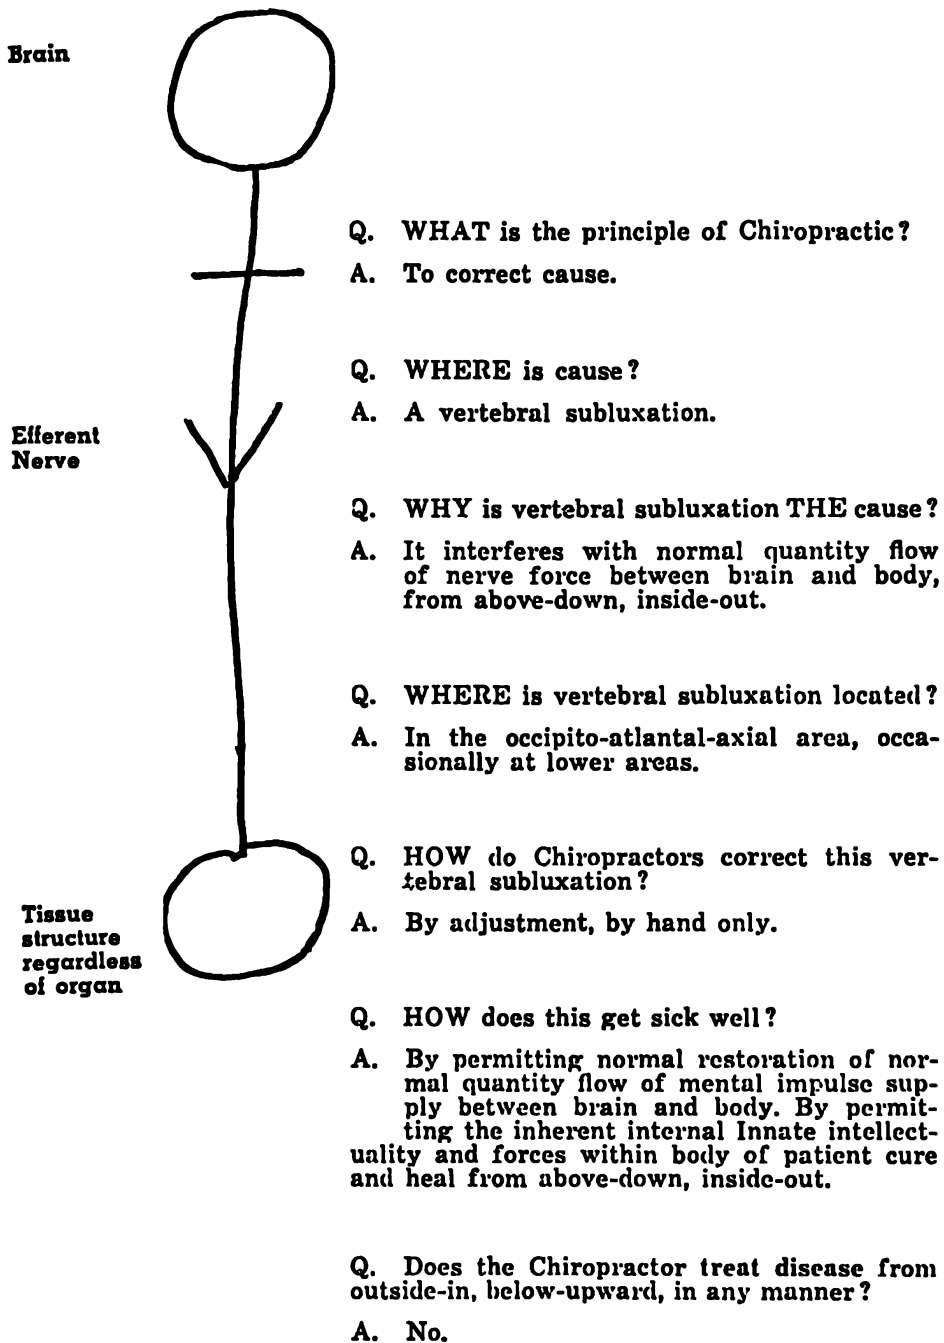 Brain
Q. WHAT is the principle of Chiropractic?
A. To correct cause.
Q. WHERE is cause?
A. A vertebral subluxation.
Efferent
Nerve
Q. WHY is vertebral subluxation THE cause?
A. It interferes with normal quantity flow
of nerve force between brain and body,
from above-down, inside-out.
Q. WHERE is vertebral subluxation located?
A. In the occipito-atlantal-axial area, occa-
sionally at lower areas.
Q. HOW do Chiropractors correct this ver-
tebral subluxation?
A. By adjustment, by hand only.
Tissue
structure
regardless
of organ
Q. HOW does this get sick well?
A. By permitting normal restoration of nor-
mal quantity flow of mental impulse sup-
ply between brain and body. By permit-
ting the inherent internal Innate intellect-
uality and forces within body of patient cure
and heal from above-down, inside-out.
Q. Does the Chiropractor treat disease from
outside-in, below-upward, in any manner?
A. No.